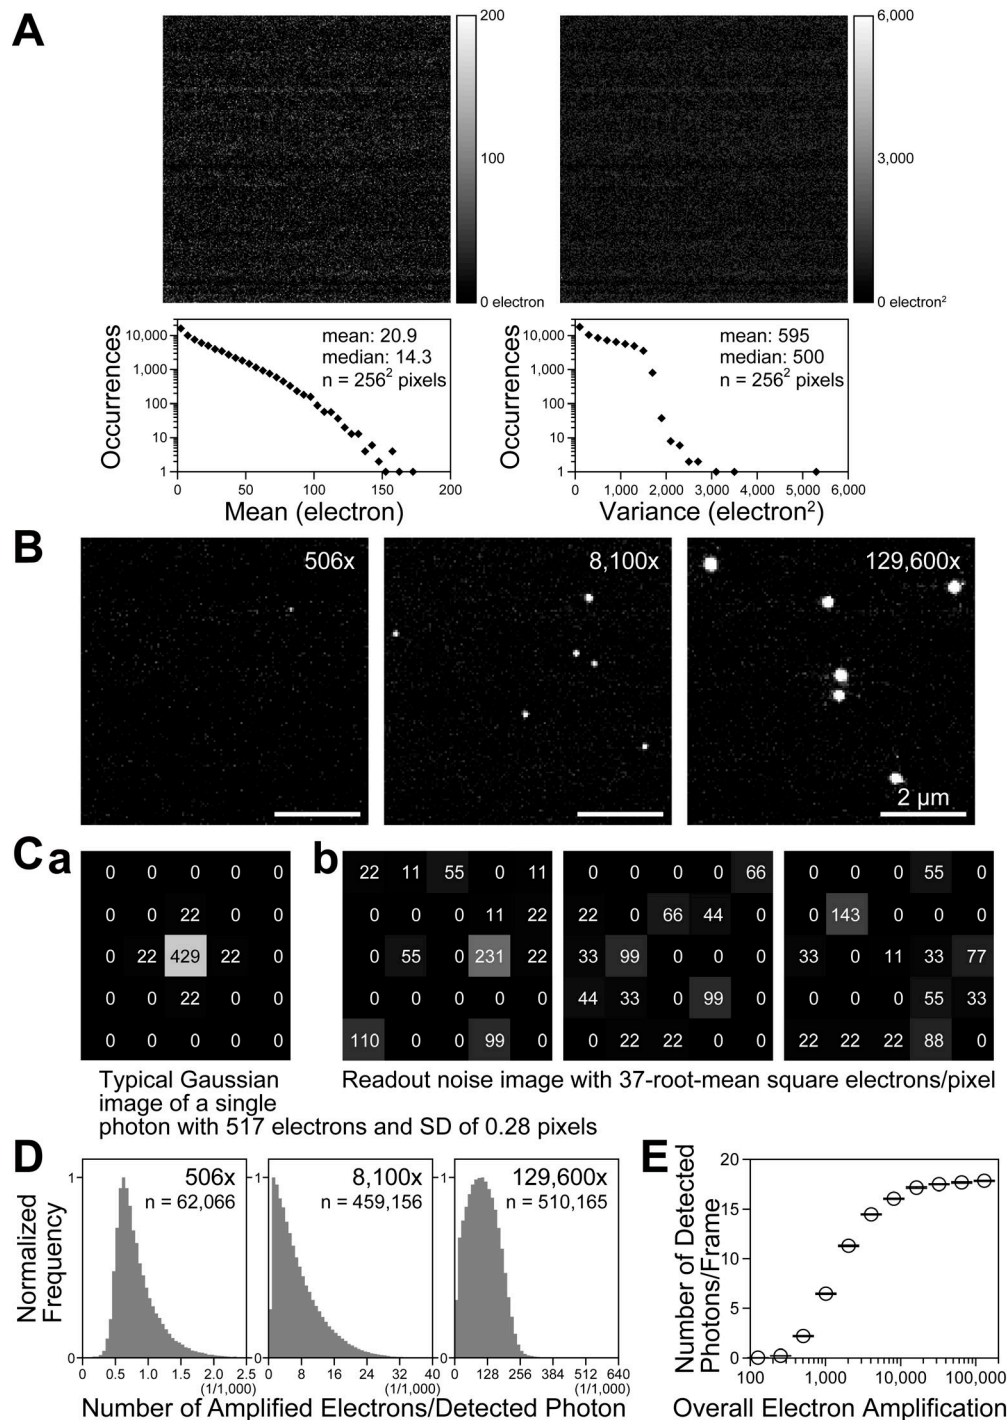 A
200
100
0 electron
6,000
3,000
0 electron²
Occurrences
10,000
1,000
100
10
1
mean: 20.9
median: 14.3
n = 256² pixels
0 50 100 150 200
Mean (electron)
Occurrences
10,000
1,000
100
10
1
mean: 595
median: 500
n = 256² pixels
0 1,000 2,000 3,000 4,000 5,000 6,000
Variance (electron²)
B
506x
8,100x
129,600x
2 µm
C a
0 0 0 0 0
0 0 22 0 0
0 22 429 22 0
0 0 22 0 0
0 0 0 0 0
Typical Gaussian
image of a single
photon with 517 electrons and SD of 0.28 pixels
b
22 11 55 0 11
0 0 0 11 22
0 55 0 231 22
0 0 0 0 0
110 0 0 99 0
0 0 0 0 66
22 0 66 44 0
33 99 0 0 0
44 33 0 99 0
0 22 22 0 0
0 0 0 55 0
0 143 0 0 0
33 0 11 33 77
0 0 0 55 33
22 22 22 88 0
Readout noise image with 37-root-mean square electrons/pixel
D
Normalized
Frequency
1
0
506x
n = 62,066
0 0.5 1.0 1.5 2.0 2.5
(1/1,000)
1
0
8,100x
n = 459,156
0 8 16 24 32 40
(1/1,000)
1
0
129,600x
n = 510,165
0 128 256 384 512 640
(1/1,000)
Number of Amplified Electrons/Detected Photon
E
Number of Detected
Photons/Frame
20
15
10
5
0
100 1,000 10,000 100,000
Overall Electron Amplification